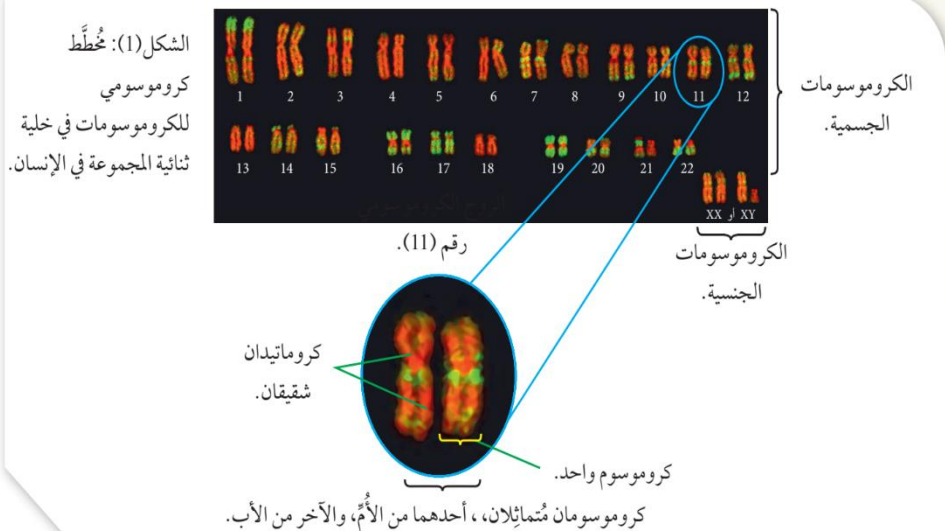 الشكل(1): مُخطَّط
كروموسومي
للكروموسومات في خلية
ثنائية المجموعة في الإنسان.
1 2 3 4 5 6 7 8 9 10 11 12
الكروموسومات
الجسمية.
13 14 15 16 17 18 19 20 21 22
XX أو XY
الكروموسومات
الجنسية.
الزوج الكروموسومي
رقم (11).
كروماتيدان
شقيقان.
كروموسوم واحد.
كروموسومان مُتماثِلان،، أحدهما من الأُمِّ، والآخر من الأب.